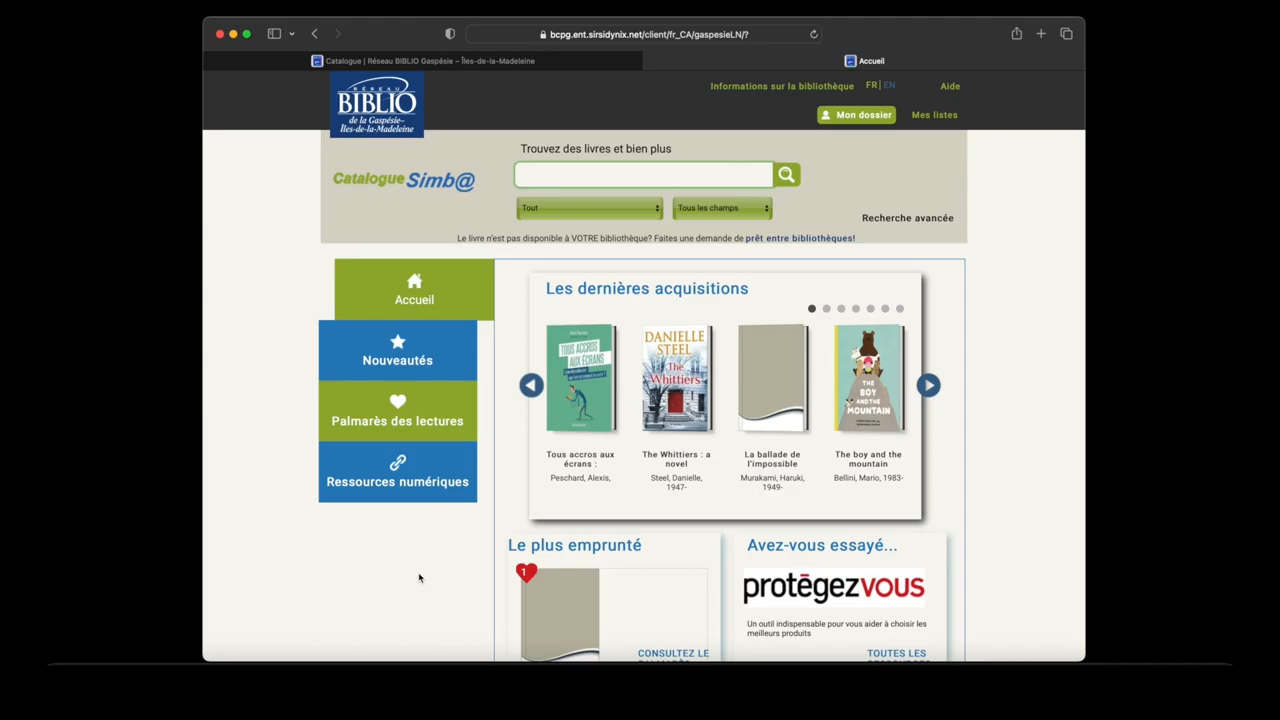 bcpg.ent.sirsidynix.net/client/fr_CA/gaspesieLN/?
Catalogue | Réseau BIBLIO Gaspésie – Îles-de-la-Madeleine
Accueil
RÉSEAU
BIBLIO
de la Gaspésie–
Îles-de-la-Madeleine
Informations sur la bibliothèque
FR | EN
Aide
Mon dossier
Mes listes
Trouvez des livres et bien plus
Catalogue Simb@
Tout
Tous les champs
Recherche avancée
Le livre n'est pas disponible à VOTRE bibliothèque? Faites une demande de prêt entre bibliothèques!
Accueil
Nouveautés
Palmarès des lectures
Ressources numériques
Les dernières acquisitions
TOUS ACCROS
AUX ÉCRANS
DANIELLE
STEEL
The
Whittiers
THE
BOY
AND THE
MOUNTAIN
Tous accros aux
écrans :
Peschard, Alexis,
The Whittiers : a
novel
Steel, Danielle,
1947-
La ballade de
l'impossible
Murakami, Haruki,
1949-
The boy and the
mountain
Bellini, Mario, 1983-
Le plus emprunté
1
CONSULTEZ LE
Avez-vous essayé...
protégezvous
Un outil indispensable pour vous aider à choisir les
meilleurs produits
TOUTES LES